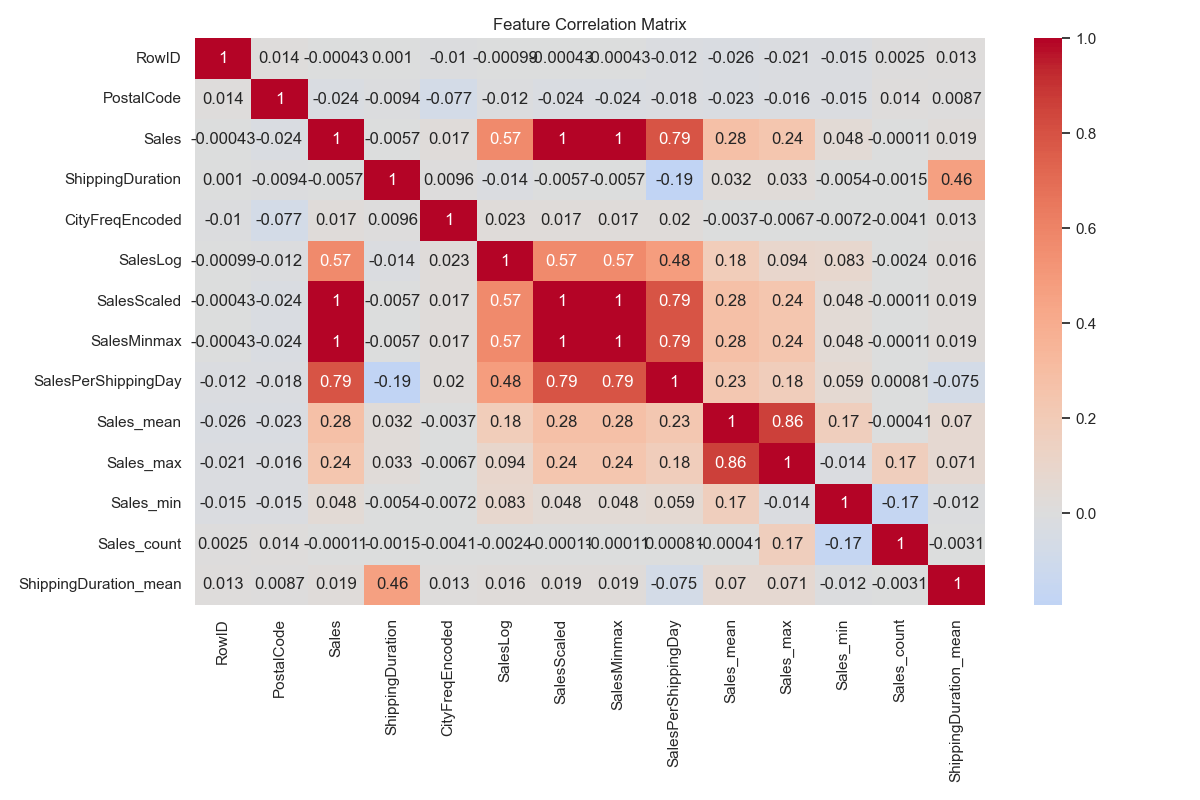 Feature Correlation Matrix
RowID 1 0.014 -0.00043 0.001 -0.01 -0.00099 -0.00043 -0.00043 -0.012 -0.026 -0.021 -0.015 0.0025 0.013
PostalCode 0.014 1 -0.024 -0.0094 -0.077 -0.012 -0.024 -0.024 -0.018 -0.023 -0.016 -0.015 0.014 0.0087
Sales -0.00043 -0.024 1 -0.0057 0.017 0.57 1 1 0.79 0.28 0.24 0.048 -0.00011 0.019
ShippingDuration 0.001 -0.0094 -0.0057 1 0.0096 -0.014 -0.0057 -0.0057 -0.19 0.032 0.033 -0.0054 -0.0015 0.46
CityFreqEncoded -0.01 -0.077 0.017 0.0096 1 0.023 0.017 0.017 0.02 -0.0037 -0.0067 -0.0072 -0.0041 0.013
SalesLog -0.00099 -0.012 0.57 -0.014 0.023 1 0.57 0.57 0.48 0.18 0.094 0.083 -0.0024 0.016
SalesScaled -0.00043 -0.024 1 -0.0057 0.017 0.57 1 1 0.79 0.28 0.24 0.048 -0.00011 0.019
SalesMinmax -0.00043 -0.024 1 -0.0057 0.017 0.57 1 1 0.79 0.28 0.24 0.048 -0.00011 0.019
SalesPerShippingDay -0.012 -0.018 0.79 -0.19 0.02 0.48 0.79 0.79 1 0.23 0.18 0.059 0.00081 -0.075
Sales_mean -0.026 -0.023 0.28 0.032 -0.0037 0.18 0.28 0.28 0.23 1 0.86 0.17 -0.00041 0.07
Sales_max -0.021 -0.016 0.24 0.033 -0.0067 0.094 0.24 0.24 0.18 0.86 1 -0.014 0.17 0.071
Sales_min -0.015 -0.015 0.048 -0.0054 -0.0072 0.083 0.048 0.048 0.059 0.17 -0.014 1 -0.17 -0.012
Sales_count 0.0025 0.014 -0.00011 -0.0015 -0.0041 -0.0024 -0.00011 -0.00011 0.00081 -0.00041 0.17 -0.17 1 -0.0031
ShippingDuration_mean 0.013 0.0087 0.019 0.46 0.013 0.016 0.019 0.019 -0.075 0.07 0.071 -0.012 -0.0031 1
RowID
PostalCode
Sales
ShippingDuration
CityFreqEncoded
SalesLog
SalesScaled
SalesMinmax
SalesPerShippingDay
Sales_mean
Sales_max
Sales_min
Sales_count
ShippingDuration_mean
1.0
0.8
0.6
0.4
0.2
0.0